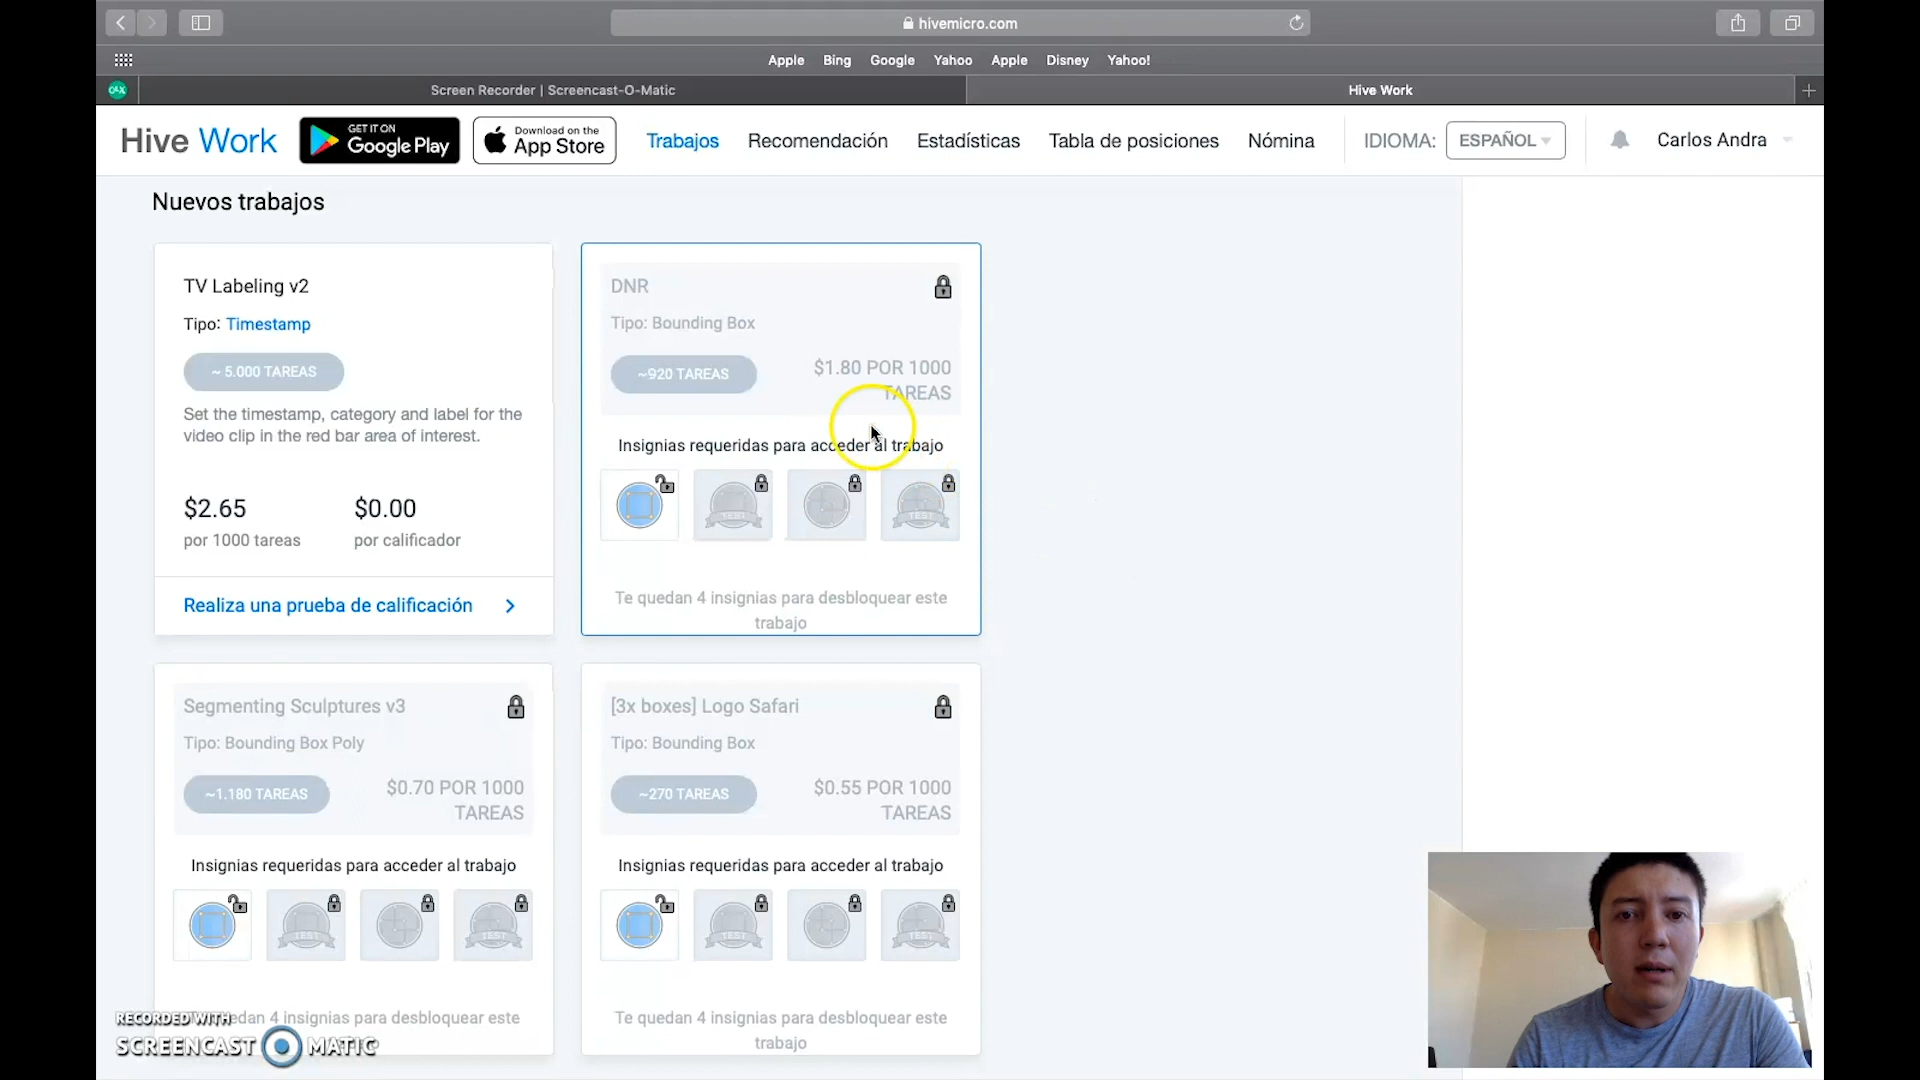 hivemicro.com
Apple Bing Google Yahoo Apple Disney Yahoo!
Screen Recorder | Screencast-O-Matic
Hive Work
Hive Work
GET IT ON
Google Play
Download on the
App Store
Trabajos Recomendación Estadísticas Tabla de posiciones Nómina
IDIOMA: ESPAÑOL
Carlos Andra
Nuevos trabajos
TV Labeling v2
Tipo: Timestamp
~ 5.000 TAREAS
Set the timestamp, category and label for the
video clip in the red bar area of interest.
$2.65
por 1000 tareas
$0.00
por calificador
Realiza una prueba de calificación
DNR
Tipo: Bounding Box
~920 TAREAS
$1.80 POR 1000
TAREAS
Insignias requeridas para acceder al trabajo
TEST
TEST
Te quedan 4 insignias para desbloquear este
trabajo
Segmenting Sculptures v3
Tipo: Bounding Box Poly
~1.180 TAREAS
$0.70 POR 1000
TAREAS
Insignias requeridas para acceder al trabajo
TEST
TEST
4 insignias para desbloquear este
[3x boxes] Logo Safari
Tipo: Bounding Box
~270 TAREAS
$0.55 POR 1000
TAREAS
Insignias requeridas para acceder al trabajo
TEST
TEST
Te quedan 4 insignias para desbloquear este
trabajo
RECORDED WITH
SCREENCAST MATIC